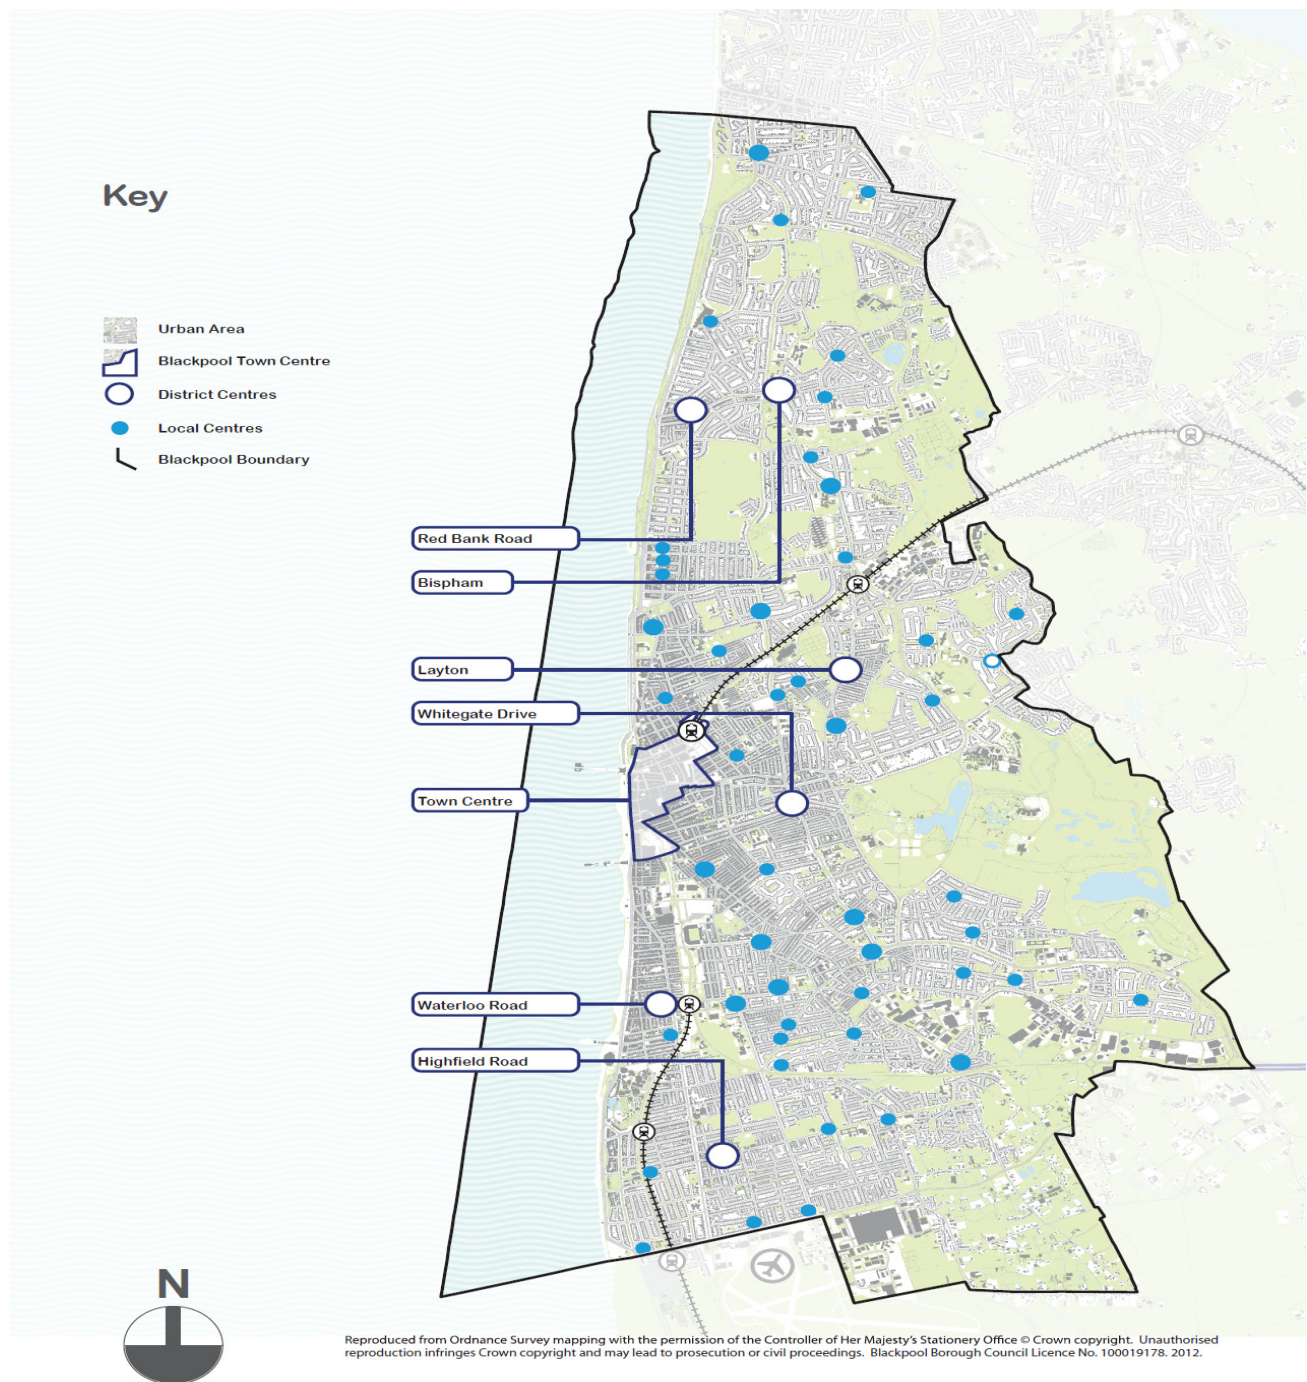 Key
Urban Area
Blackpool Town Centre
District Centres
Local Centres
Blackpool Boundary
Red Bank Road
Bispham
Layton
Whitegate Drive
Town Centre
Waterloo Road
Highfield Road
N
Reproduced from Ordnance Survey mapping with the permission of the Controller of Her Majesty's Stationery Office © Crown copyright. Unauthorised
reproduction infringes Crown copyright and may lead to prosecution or civil proceedings. Blackpool Borough Council Licence No. 100019178. 2012.